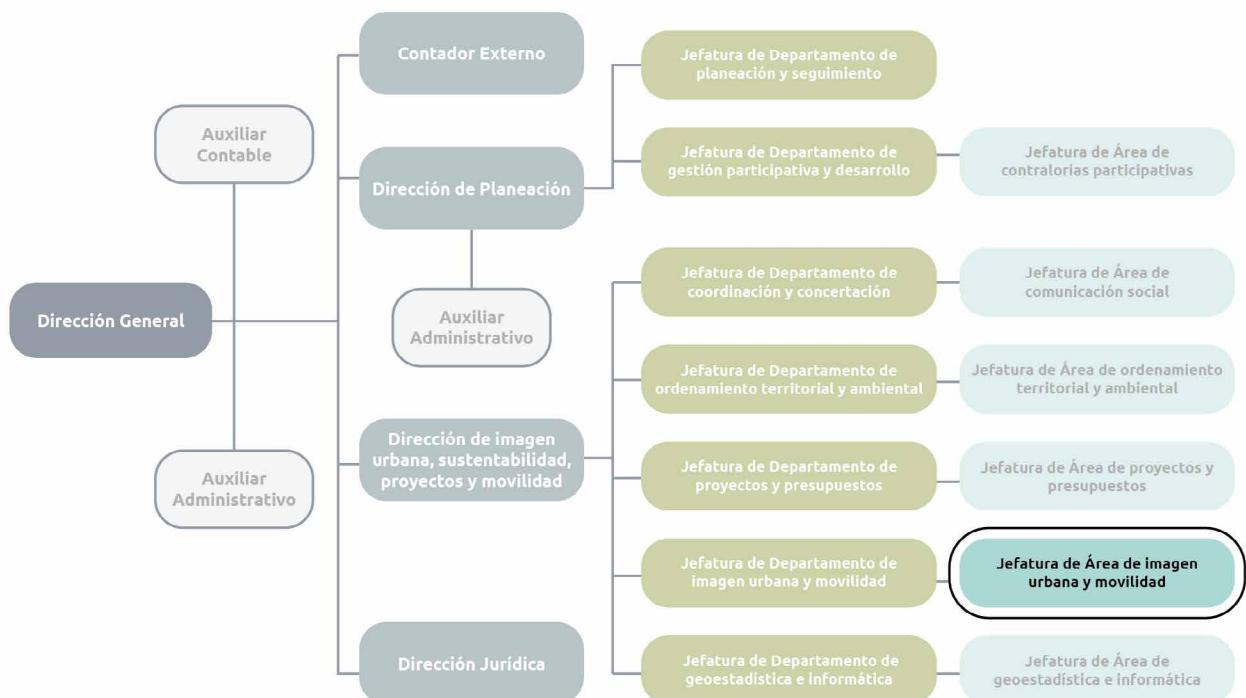 Contador Externo
Jefatura de Departamento de
planeación y seguimiento
Auxiliar
Contable
Jefatura de Departamento de
gestión participativa y desarrollo
Jefatura de Área de
contralorías participativas
Dirección de Planeación
Jefatura de Departamento de
coordinación y concertación
Jefatura de Área de
comunicación social
Dirección General
Auxiliar
Administrativo
Jefatura de Departamento de
ordenamiento territorial y ambiental
Jefatura de Área de ordenamiento
territorial y ambiental
Dirección de imagen
urbana, sustentabilidad,
proyectos y movilidad
Jefatura de Departamento de
proyectos y presupuestos
Jefatura de Área de proyectos y
presupuestos
Auxiliar
Administrativo
Jefatura de Departamento de
imagen urbana y movilidad
Jefatura de Área de imagen
urbana y movilidad
Dirección Jurídica
Jefatura de Departamento de
geoestadística e informática
Jefatura de Área de
geoestadística e informática